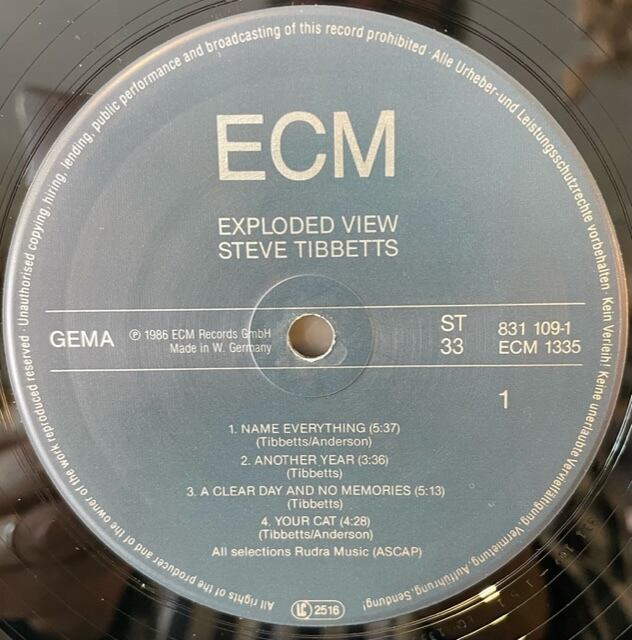 All rights of the producer and of the owner of the work reproduced reserved · Unauthorised copying, hiring, lending, public performance and broadcasting of this record prohibited · Alle Urheber-und Leistungsschutzrechte vorbehalten · Kein Verleih! Keine unerlaubte Vervielfältigung, Vermietung, Aufführung, Sendung!
ECM
EXPLODED VIEW
STEVE TIBBETTS
GEMA
℗ 1986 ECM Records GmbH
Made in W. Germany
ST
33
831 109-1
ECM 1335
1
1. NAME EVERYTHING (5:37)
(Tibbetts/Anderson)
2. ANOTHER YEAR (3:36)
(Tibbetts)
3. A CLEAR DAY AND NO MEMORIES (5:13)
(Tibbetts)
4. YOUR CAT (4:28)
(Tibbetts/Anderson)
All selections Rudra Music (ASCAP)
LC 2516